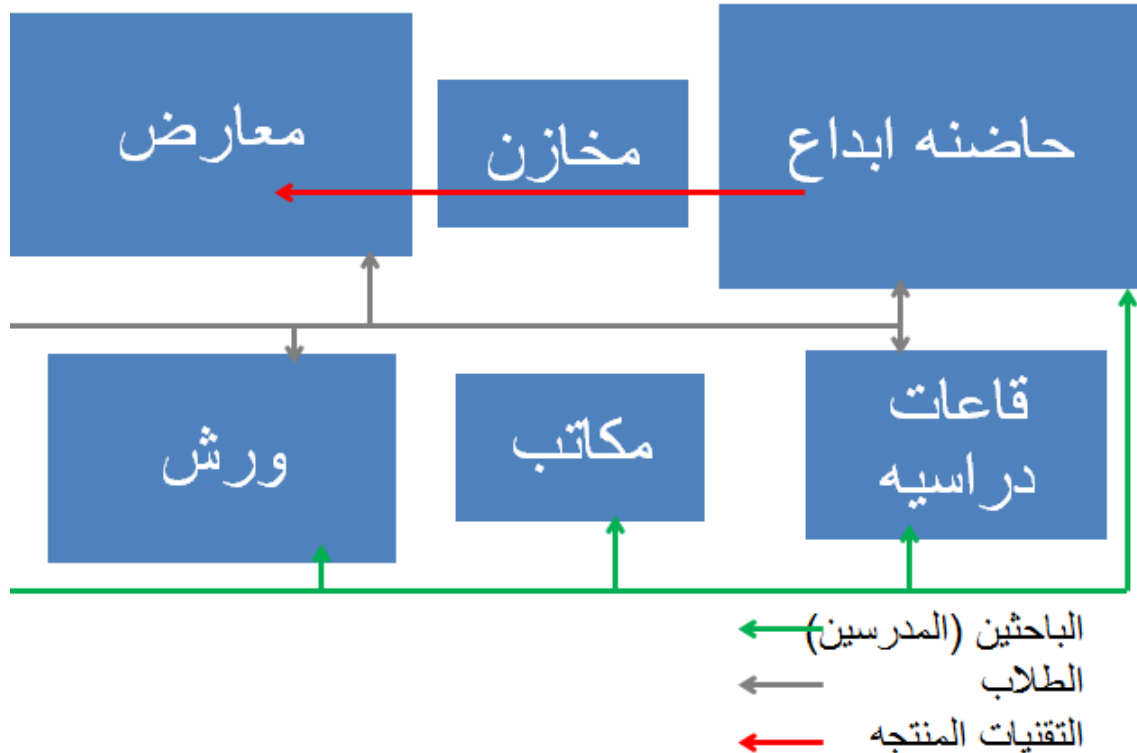 حاضنه ابداع
مخازن
معارض
قاعات
دراسيه
مكاتب
ورش
الباحثين (المدرسين)
الطلاب
التقنيات المنتجه